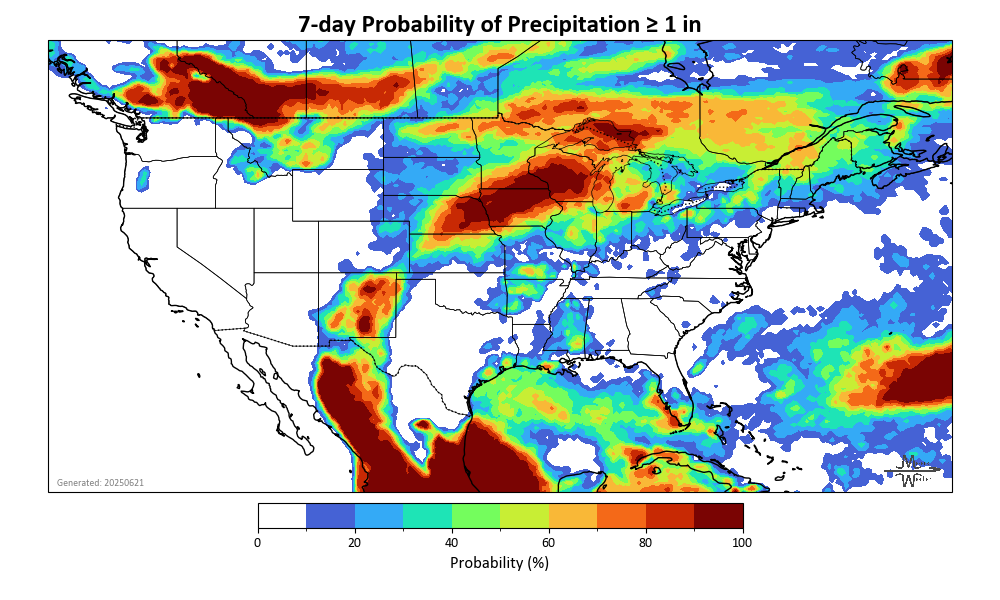 7-day Probability of Precipitation ≥ 1 in
Generated: 20250621
0 20 40 60 80 100
Probability (%)